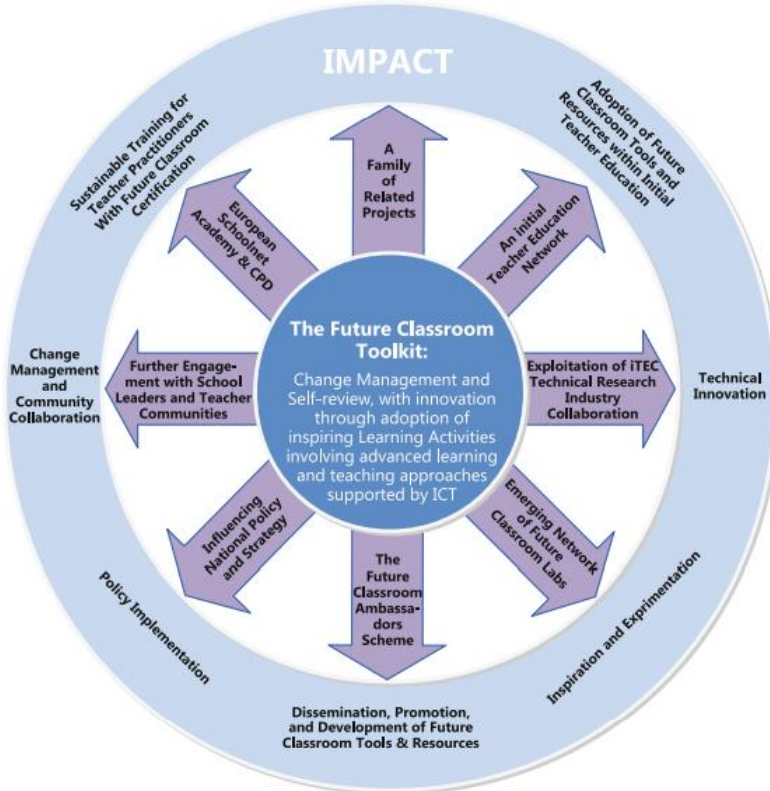 IMPACT
Adoption of Future
Classroom Tools and
Resources within Initial
Teacher Education
Technical
Innovation
Inspiration and Exprimentation
Dissemination, Promotion,
and Development of Future
Classroom Tools & Resources
Policy Implementation
Change
Management
and
Community
Collaboration
Sustainable Training for
Teacher Practitioners
With Future Classroom
Certification
A
Family
of
Related
Projects
An initial
Teacher Education
Network
Exploitation of iTEC
Technical Research
Industry
Collaboration
Emerging Network
of Future
Classroom Labs
The
Future
Classroom
Ambassa-
dors
Scheme
Influencing
National Policy
and Strategy
Further Engage-
ment with School
Leaders and Teacher
Communities
European
Schoolnet
Academy & CPD
The Future Classroom
Toolkit:
Change Management and
Self-review, with innovation
through adoption of
inspiring Learning Activities
involving advanced learning
and teaching approaches
supported by ICT